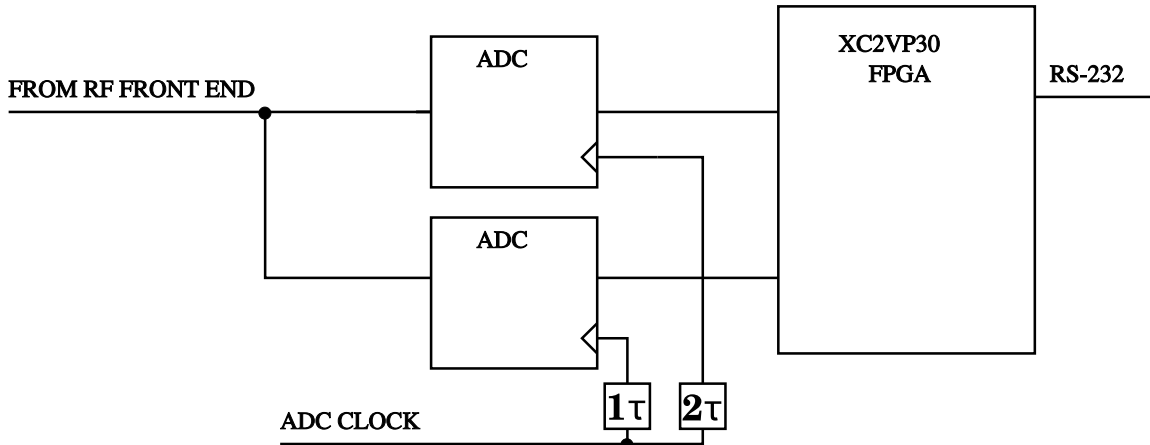 ADC
XC2VP30
FPGA
RS-232
FROM RF FRONT END
ADC
1τ
2τ
ADC CLOCK